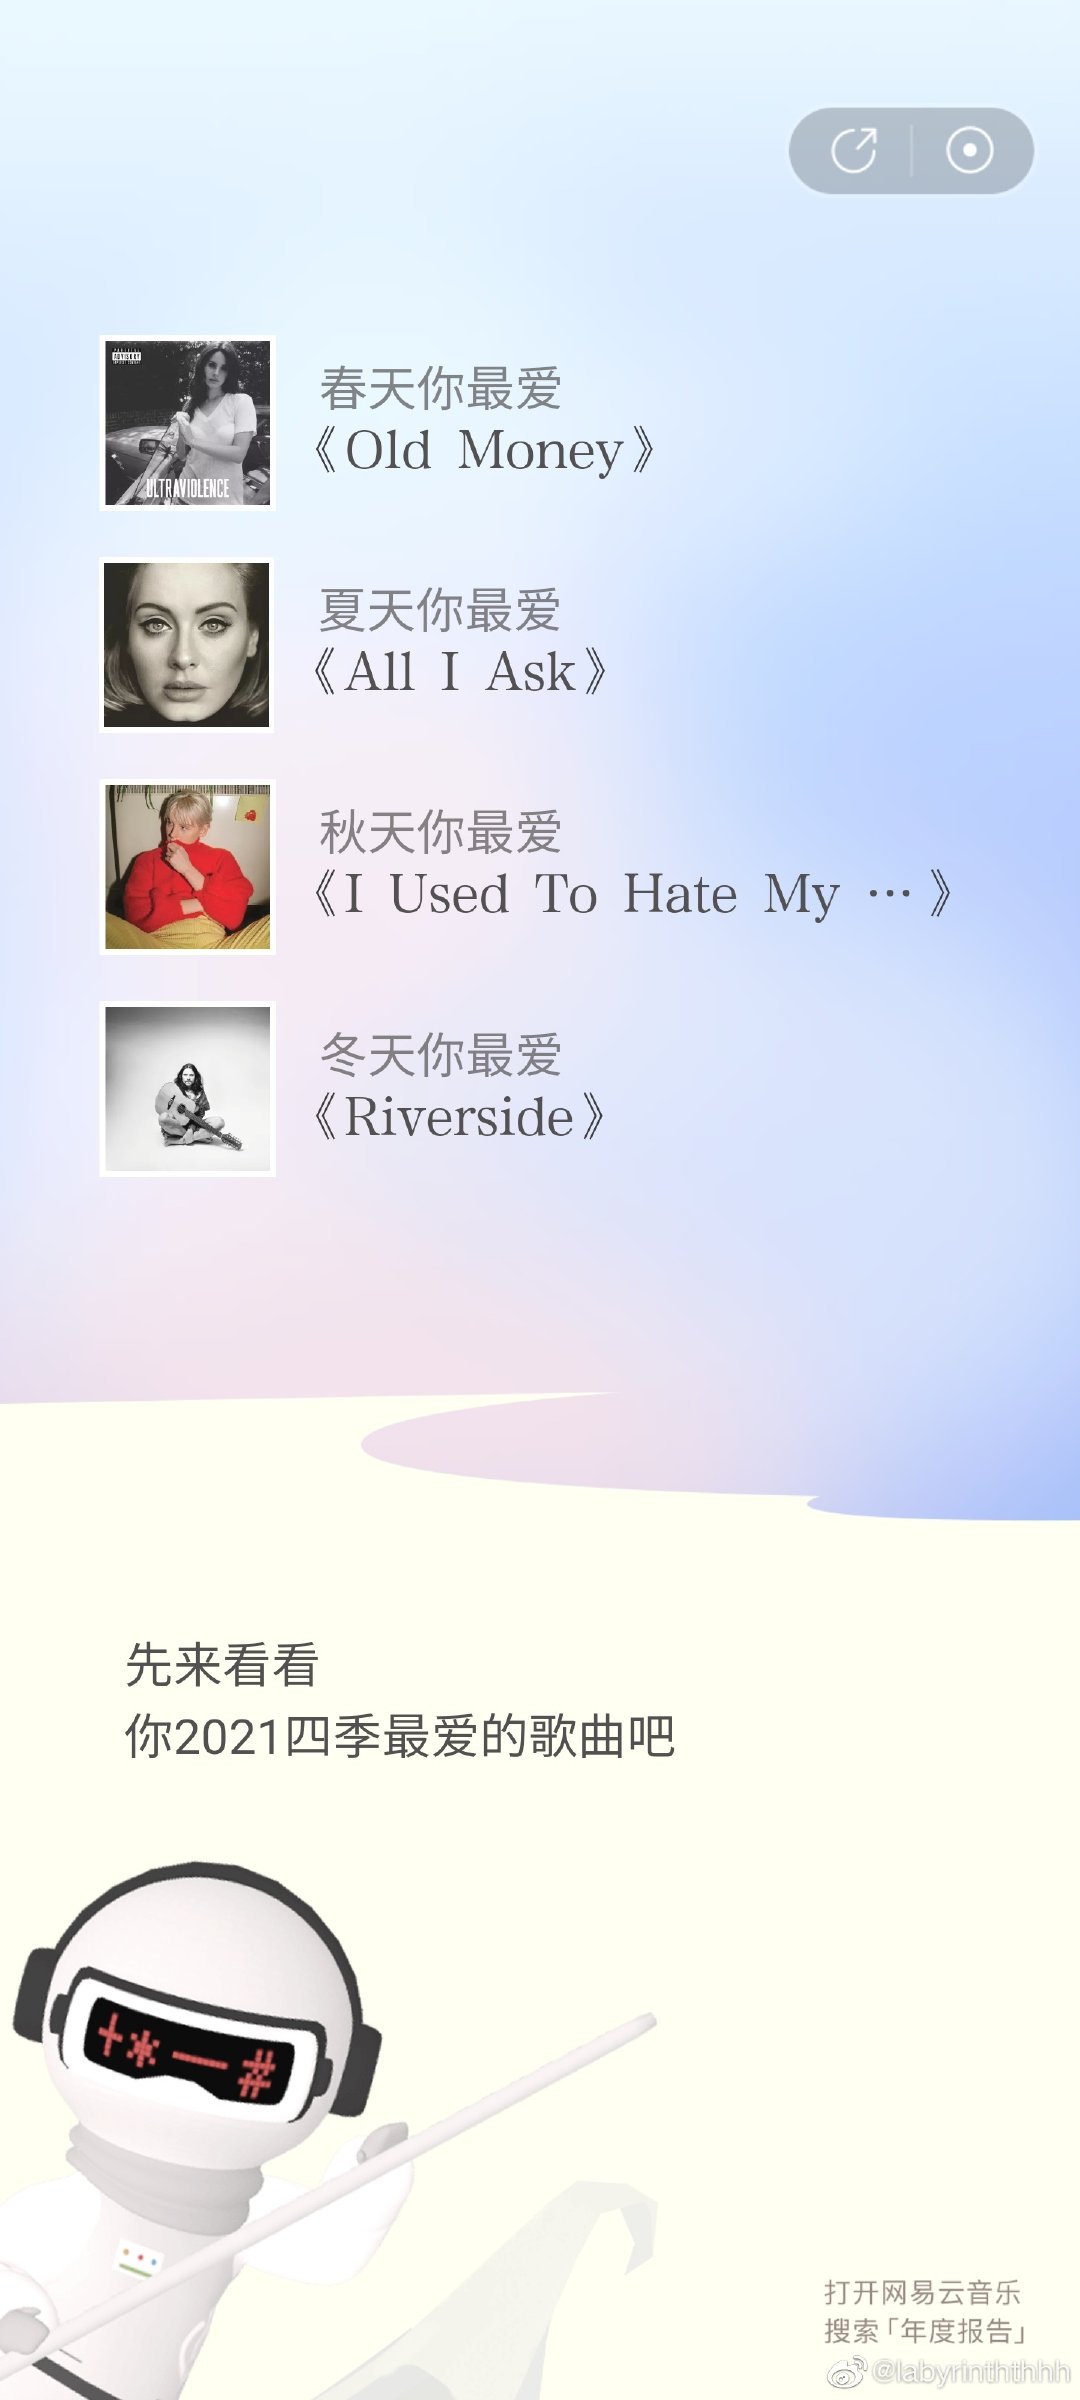 ULTRAVIOLENCE
春天你最爱
《Old Money》
夏天你最爱
《All I Ask》
秋天你最爱
《I Used To Hate My …》
冬天你最爱
《Riverside》
先来看看
你2021四季最爱的歌曲吧
+*—#
打开网易云音乐
搜索「年度报告」
@labyrinththhh